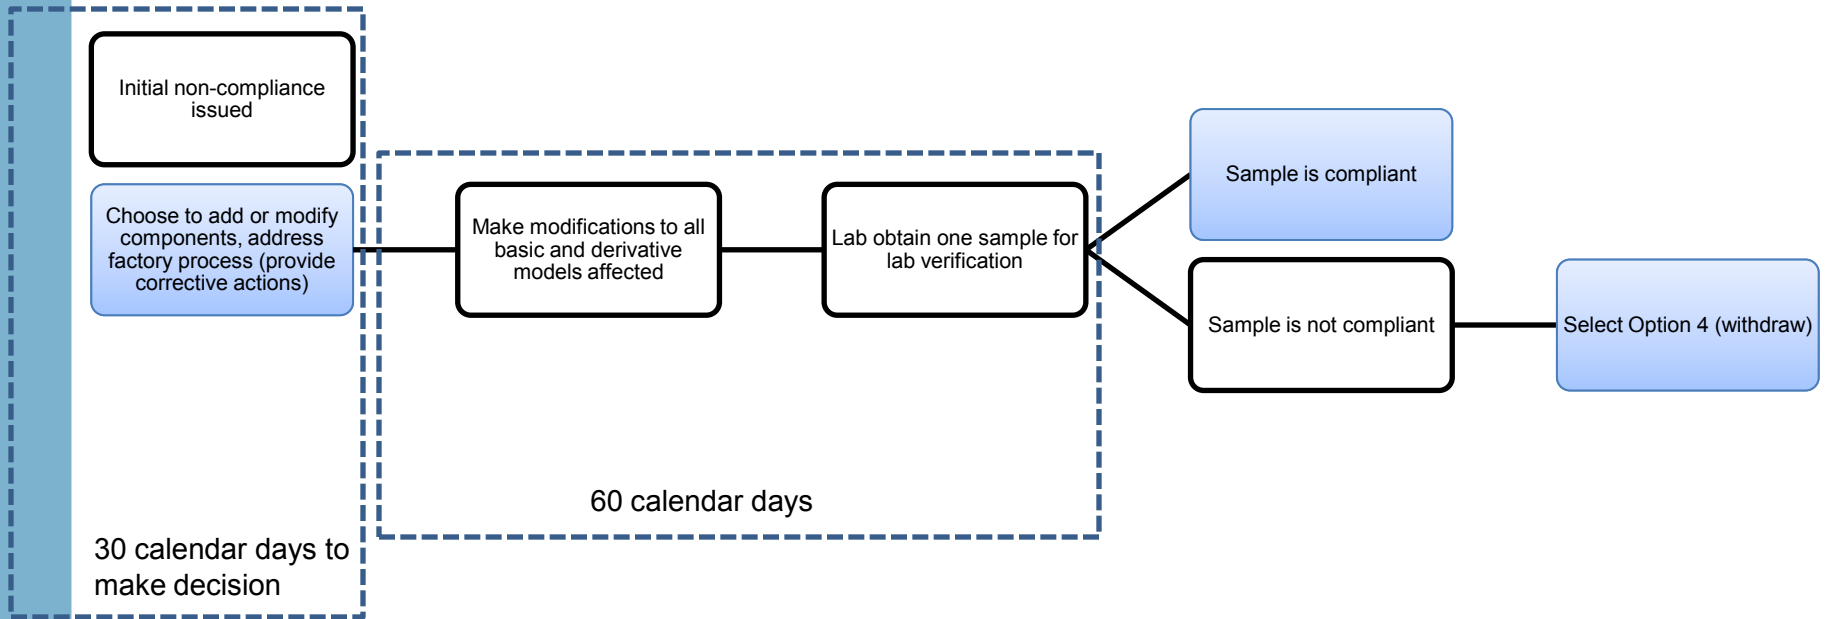 Initial non-compliance
issued
Choose to add or modify
components, address
factory process (provide
corrective actions)
30 calendar days to
make decision
Make modifications to all
basic and derivative
models affected
Lab obtain one sample for
lab verification
60 calendar days
Sample is compliant
Sample is not compliant
Select Option 4 (withdraw)